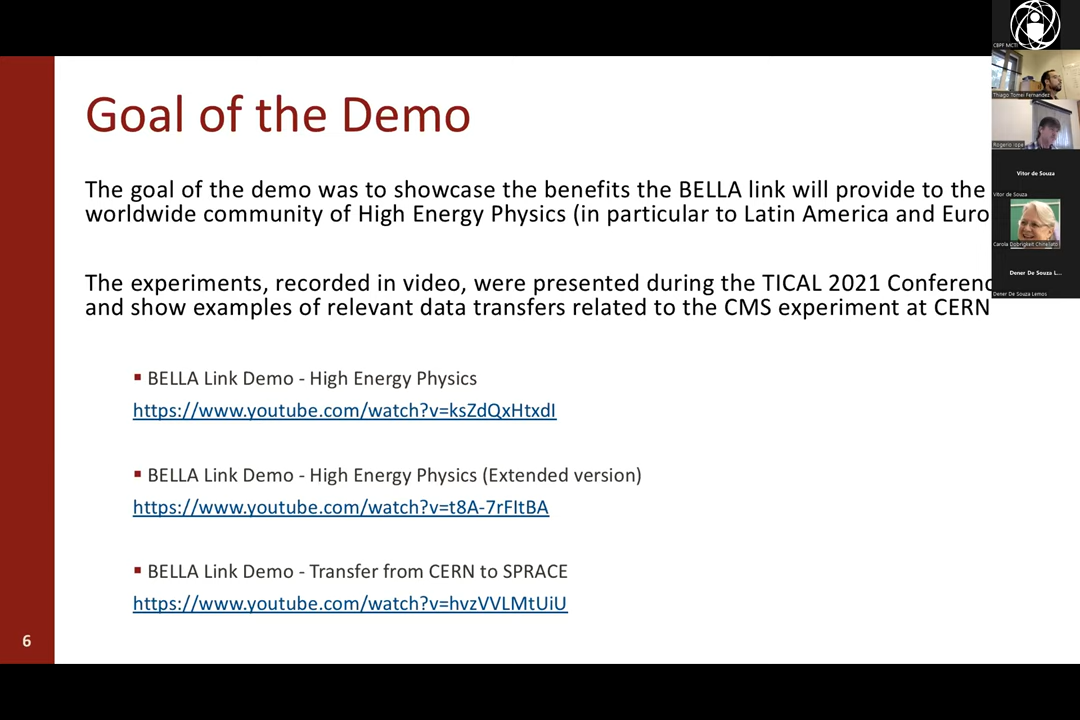 Goal of the Demo
The goal of the demo was to showcase the benefits the BELLA link will provide to the
worldwide community of High Energy Physics (in particular to Latin America and Euro
The experiments, recorded in video, were presented during the TICAL 2021 Conferenc
and show examples of relevant data transfers related to the CMS experiment at CERN
▪ BELLA Link Demo - High Energy Physics
https://www.youtube.com/watch?v=ksZdQxHtxdI
▪ BELLA Link Demo - High Energy Physics (Extended version)
https://www.youtube.com/watch?v=t8A-7rFItBA
▪ BELLA Link Demo - Transfer from CERN to SPRACE
https://www.youtube.com/watch?v=hvzVVLMtUiU
6
CBPF MCTI
Thiago Tomei Fernandez
Rogerio Iope
Vitor de Souza
Vitor de Souza
Carola Dobrigkeit Chinellato
Dener De Souza L...
Dener De Souza Lemos